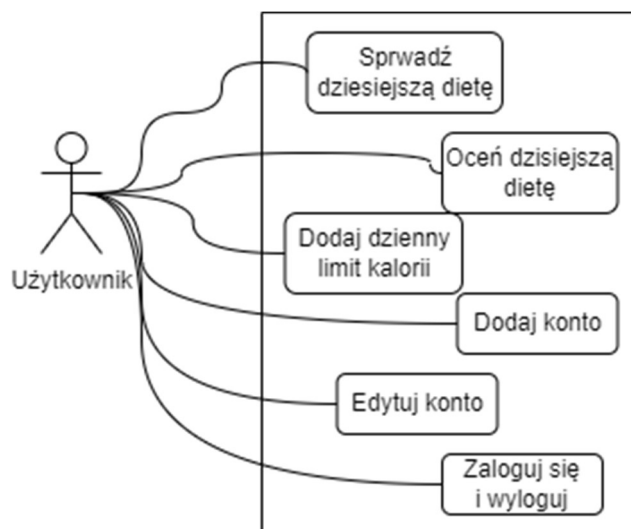 Sprwadź
dziesiejszą dietę
Oceń dzisiejszą
dietę
Dodaj dzienny
limit kalorii
Użytkownik
Dodaj konto
Edytuj konto
Zaloguj się
i wyloguj